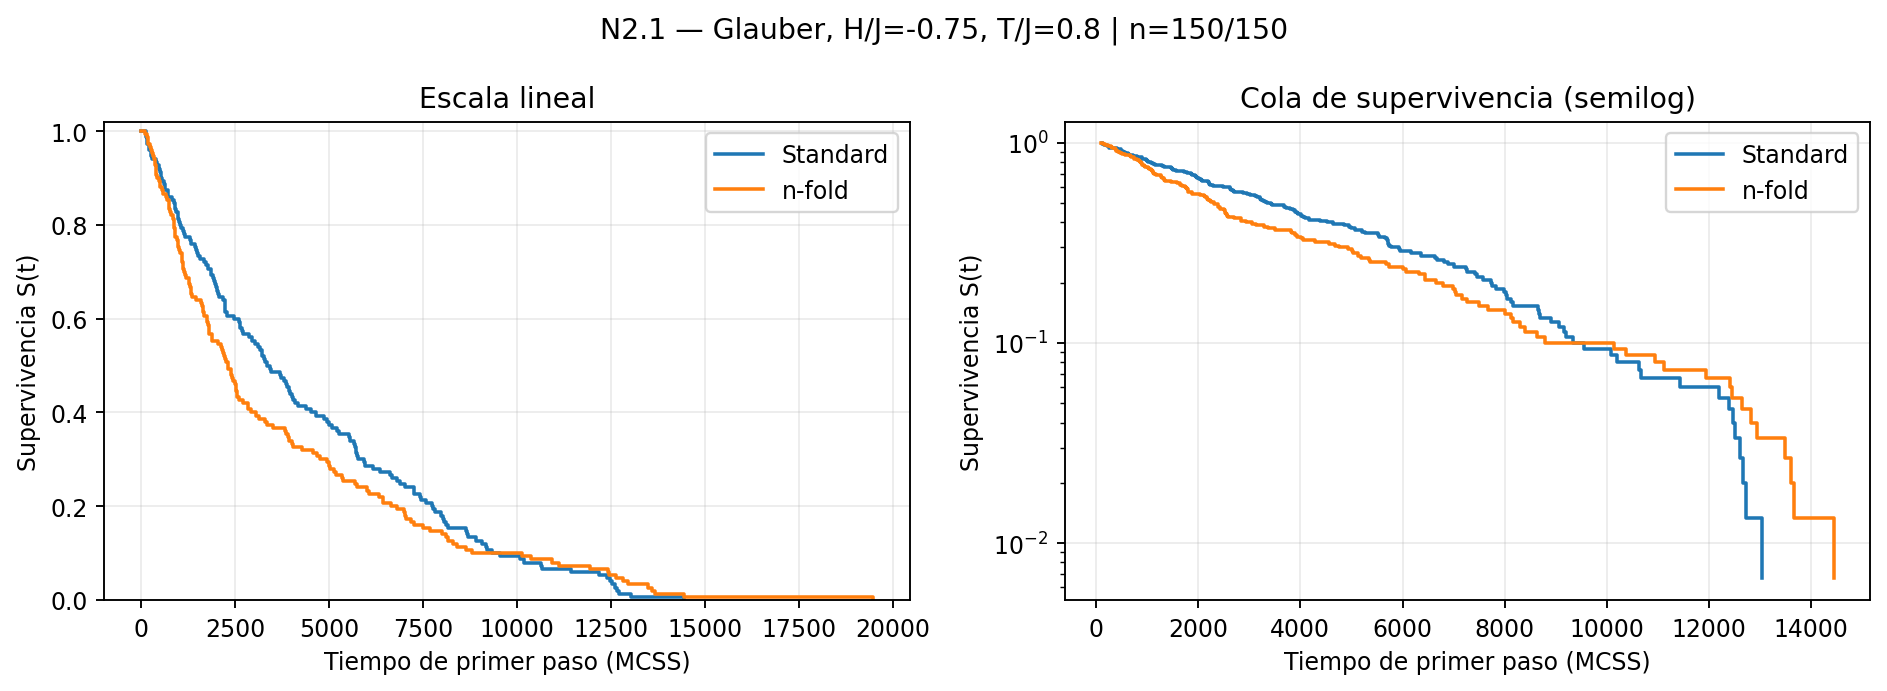 N2.1 — Glauber, H/J=-0.75, T/J=0.8 | n=150/150
Escala lineal
Supervivencia S(t)
1.0
0.8
0.6
0.4
0.2
0.0
0 2500 5000 7500 10000 12500 15000 17500 20000
Tiempo de primer paso (MCSS)
Standard
n-fold
Cola de supervivencia (semilog)
Supervivencia S(t)
10⁰
10⁻¹
10⁻²
0 2000 4000 6000 8000 10000 12000 14000
Tiempo de primer paso (MCSS)
Standard
n-fold